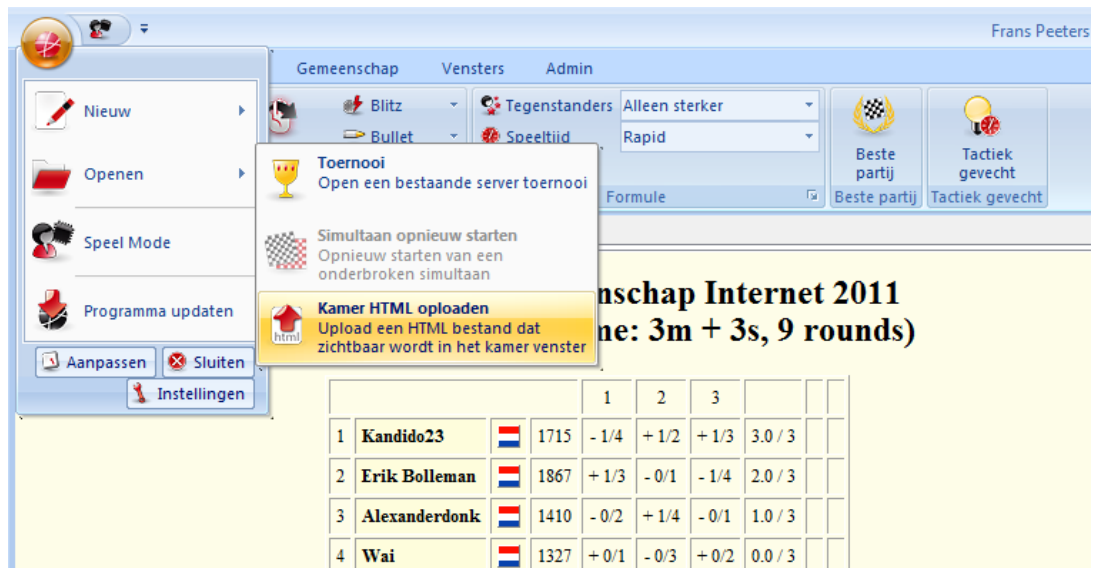 Frans Peeters
Gemeenschap Vensters Admin
Nieuw
Openen
Speel Mode
Programma updaten
Aanpassen Sluiten
Instellingen
Blitz
Bullet
Tegenstanders Alleen sterker
Speeltijd Rapid
Formule
Beste
partij
Beste partij
Tactiek
gevecht
Tactiek gevecht
Toernooi
Open een bestaande server toernooi
Simultaan opnieuw starten
Opnieuw starten van een
onderbroken simultaan
Kamer HTML oploaden
Upload een HTML bestand dat
zichtbaar wordt in het kamer venster
html
nschap Internet 2011
me: 3m + 3s, 9 rounds)
1 2 3
1 Kandido23 1715 - 1/4 + 1/2 + 1/3 3.0 / 3
2 Erik Bolleman 1867 + 1/3 - 0/1 - 1/4 2.0 / 3
3 Alexanderdonk 1410 - 0/2 + 1/4 - 0/1 1.0 / 3
4 Wai 1327 + 0/1 - 0/3 + 0/2 0.0 / 3